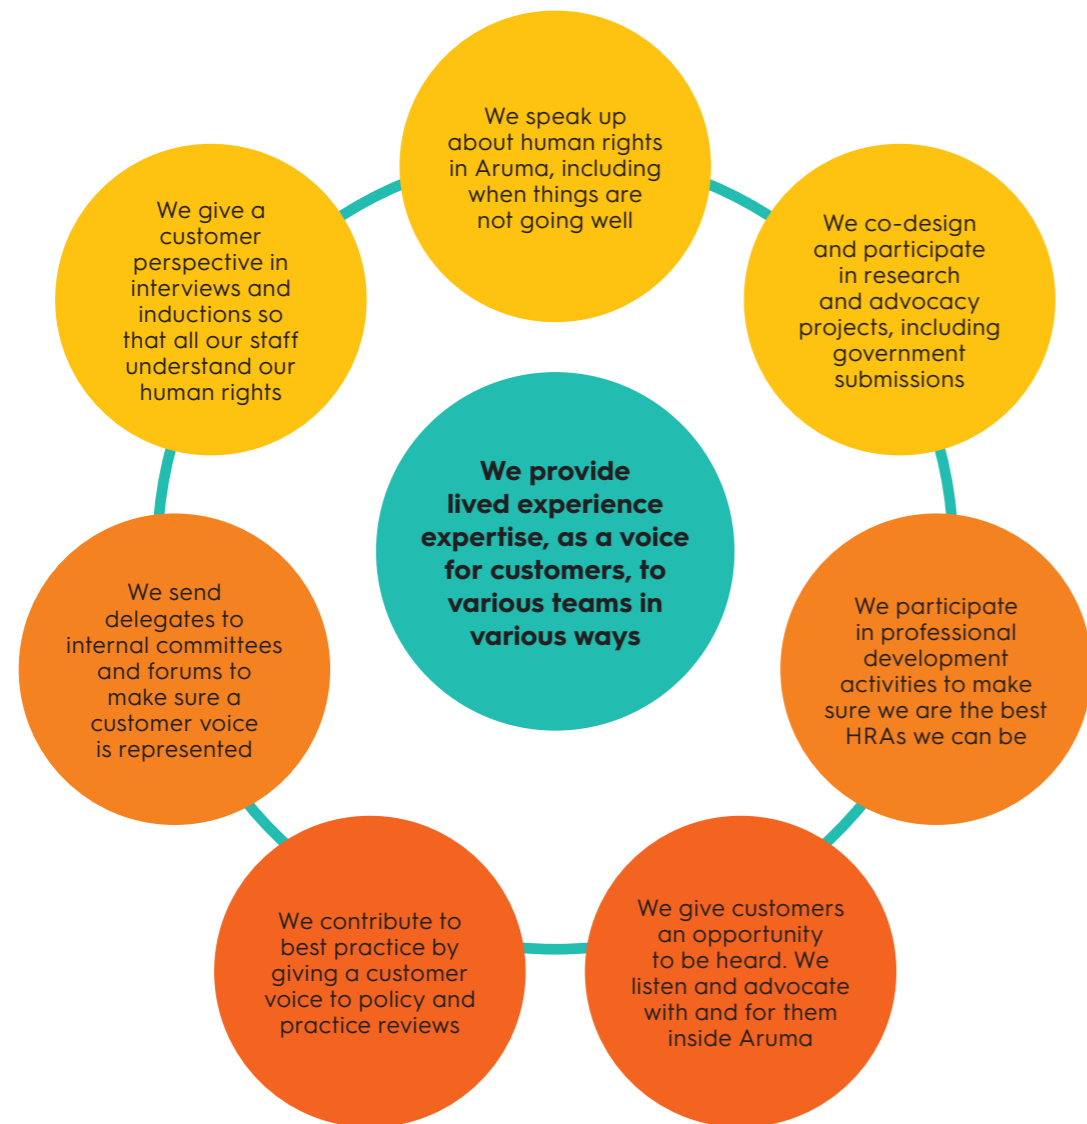 We speak up
about human rights
in Aruma, including
when things are
not going well
We co-design
and participate
in research
and advocacy
projects, including
government
submissions
We participate
in professional
development
activities to make
sure we are the best
HRAs we can be
We give customers
an opportunity
to be heard. We
listen and advocate
with and for them
inside Aruma
We contribute to
best practice by
giving a customer
voice to policy and
practice reviews
We send
delegates to
internal committees
and forums to
make sure a
customer voice
is represented
We give a
customer
perspective in
interviews and
inductions so
that all our staff
understand our
human rights
We provide
lived experience
expertise, as a voice
for customers, to
various teams in
various ways